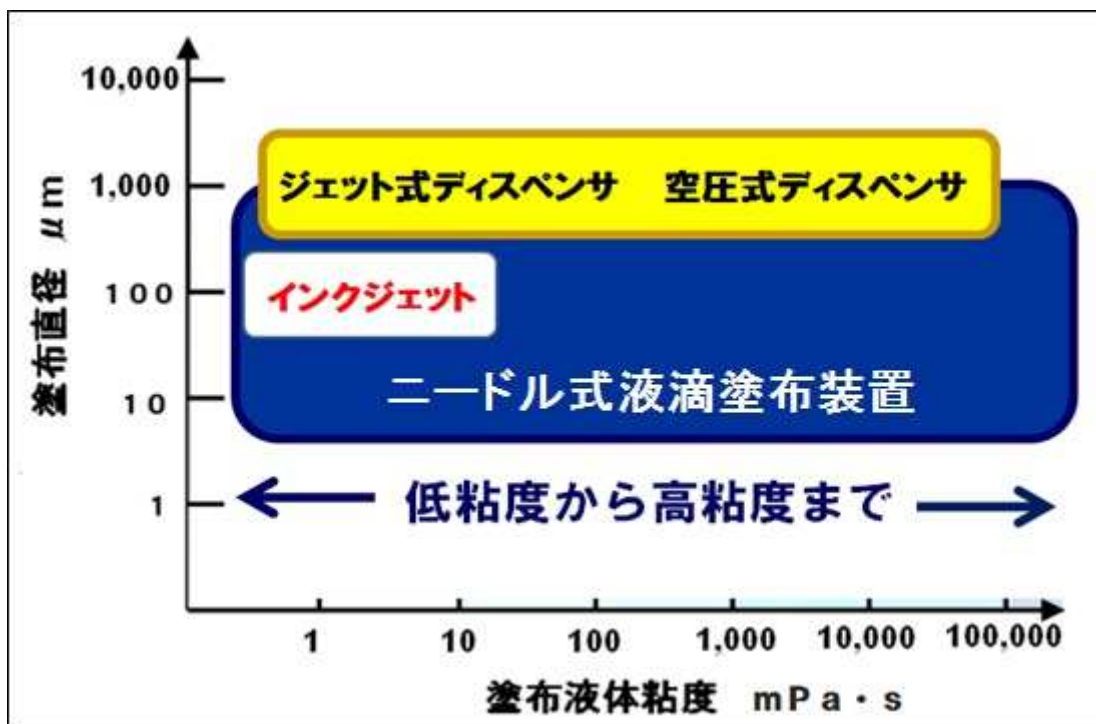 10,000
1,000
100
10
1
塗布直径 μm
ジェット式ディスペンサ 空圧式ディスペンサ
インクジェット
ニードル式液滴塗布装置
低粘度から高粘度まで
1 10 100 1,000 10,000 100,000
塗布液体粘度 mPa・s